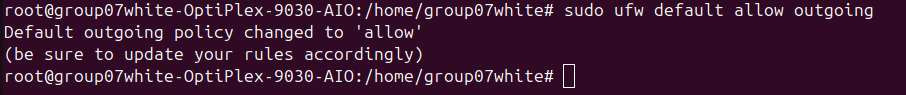 root@group07white-OptiPlex-9030-AIO:/home/group07white# sudo ufw default allow outgoing
Default outgoing policy changed to 'allow'
(be sure to update your rules accordingly)
root@group07white-OptiPlex-9030-AIO:/home/group07white#